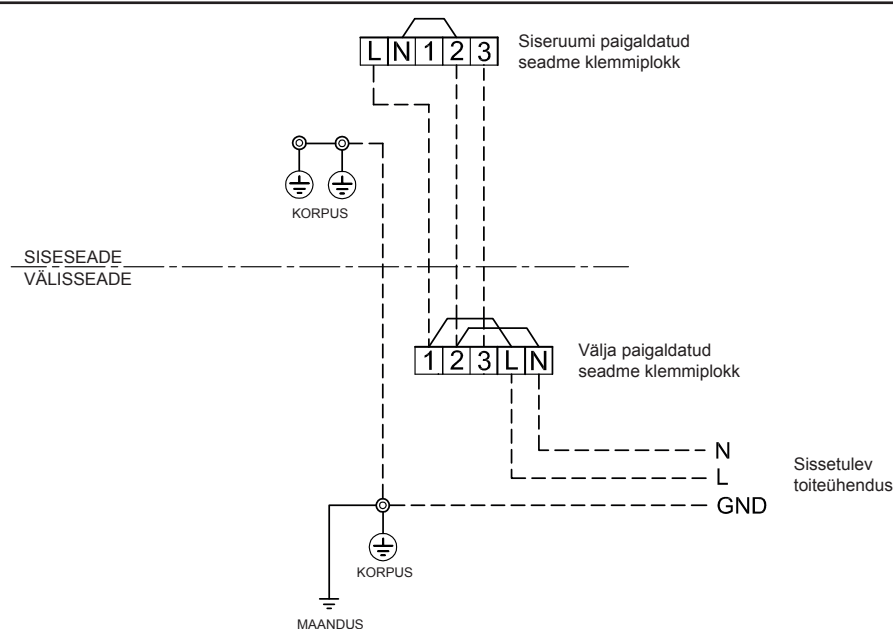 L N 1 2 3
Siseruumi paigaldatud
seadme klemmiplokk
KORPUS
SISESEADE
VÄLISSEADE
1 2 3 L N
Välja paigaldatud
seadme klemmiplokk
N
L
GND
Sissetulev
toiteühendus
KORPUS
MAANDUS